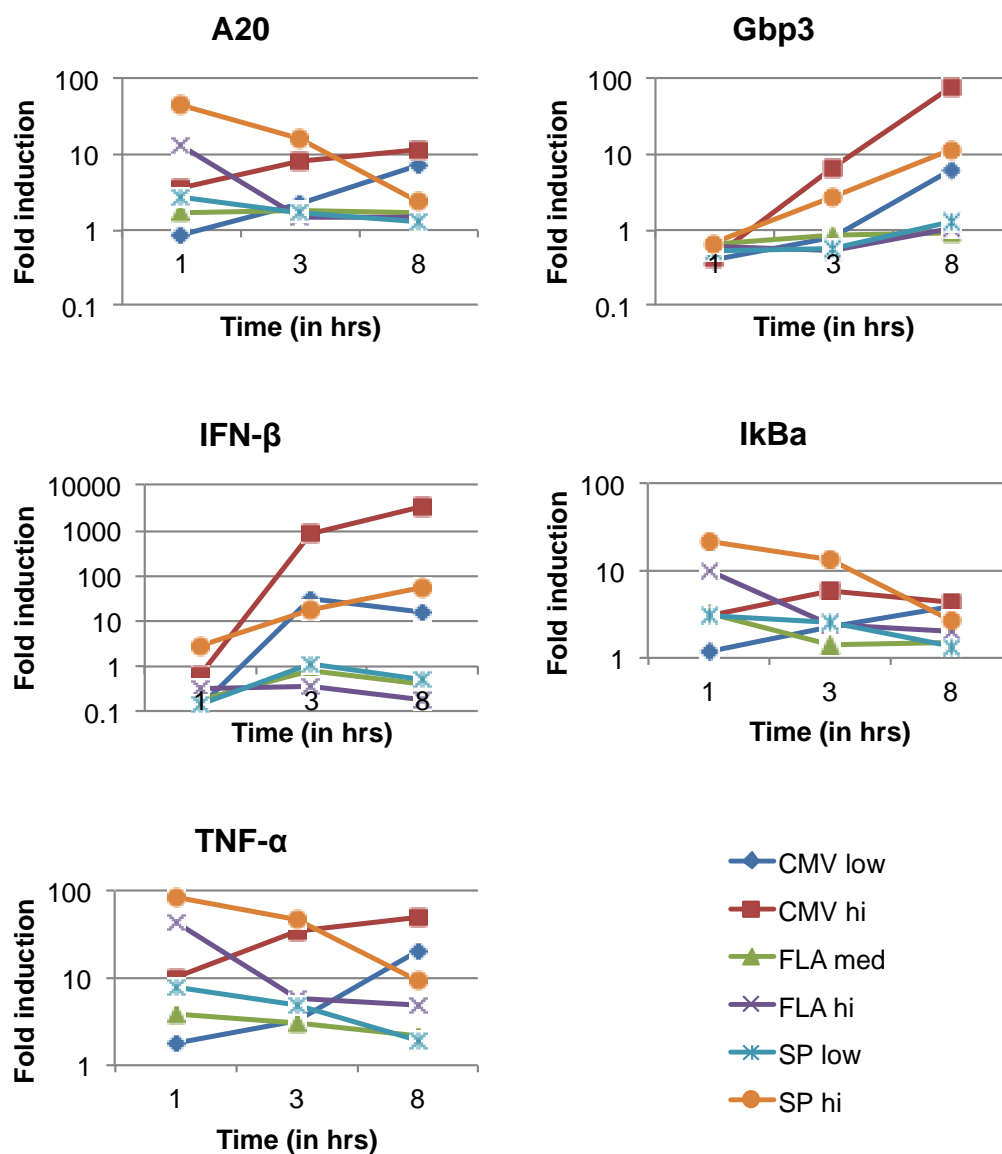 A20
Fold induction
100
10
1
0.1
1 3 8
Time (in hrs)
Gbp3
Fold induction
100
10
1
0.1
1 3 8
Time (in hrs)
IFN-β
Fold induction
10000
1000
100
10
1
0.1
1 3 8
Time (in hrs)
IkBa
Fold induction
100
10
1
1 3 8
Time (in hrs)
TNF-α
Fold induction
100
10
1
1 3 8
Time (in hrs)
CMV low
CMV hi
FLA med
FLA hi
SP low
SP hi